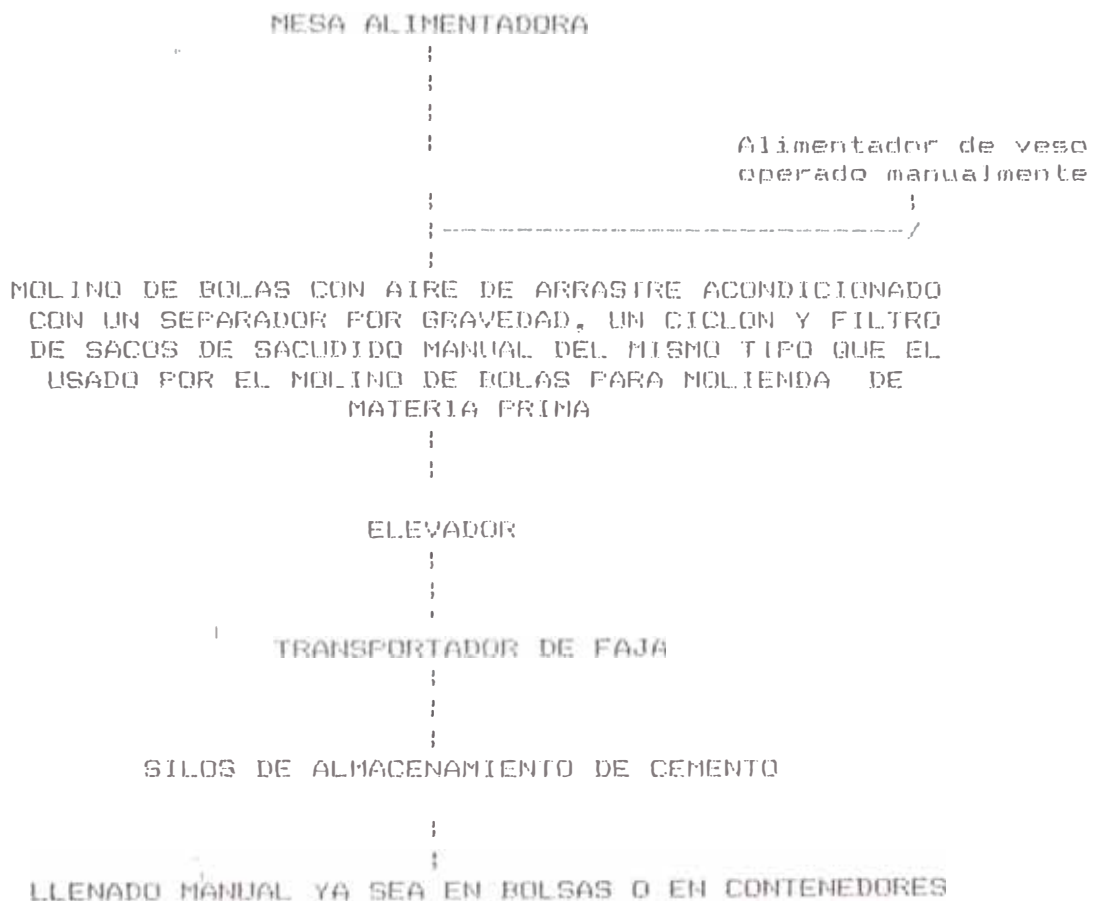 MESA ALIMENTADORA
Alimentador de yeso
operado manualmente
MOLINO DE BOLAS CON AIRE DE ARRASTRE ACONDICIONADO
CON UN SEPARADOR POR GRAVEDAD, UN CICLON Y FILTRO
DE SACOS DE SACUDIDO MANUAL DEL MISMO TIPO QUE EL
USADO POR EL MOLINO DE BOLAS PARA MOLIENDA DE
MATERIA PRIMA
ELEVADOR
TRANSPORTADOR DE FAJA
SILOS DE ALMACENAMIENTO DE CEMENTO
LLENADO MANUAL YA SEA EN BOLSAS O EN CONTENEDORES